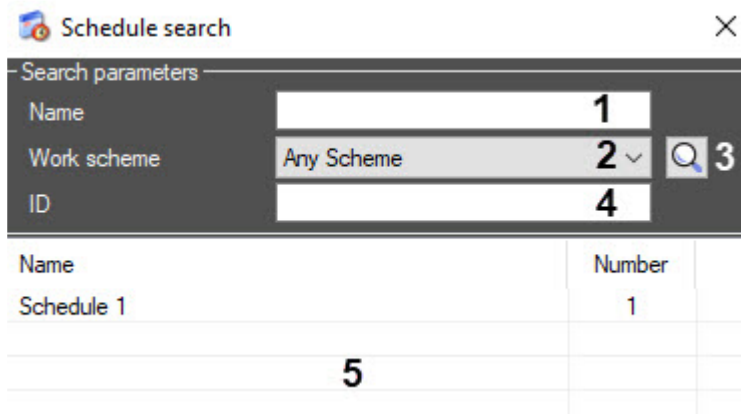 Schedule search
Search parameters
Name 1
Work scheme Any Scheme 2 3
ID 4
Name Number
Schedule 1 1
5